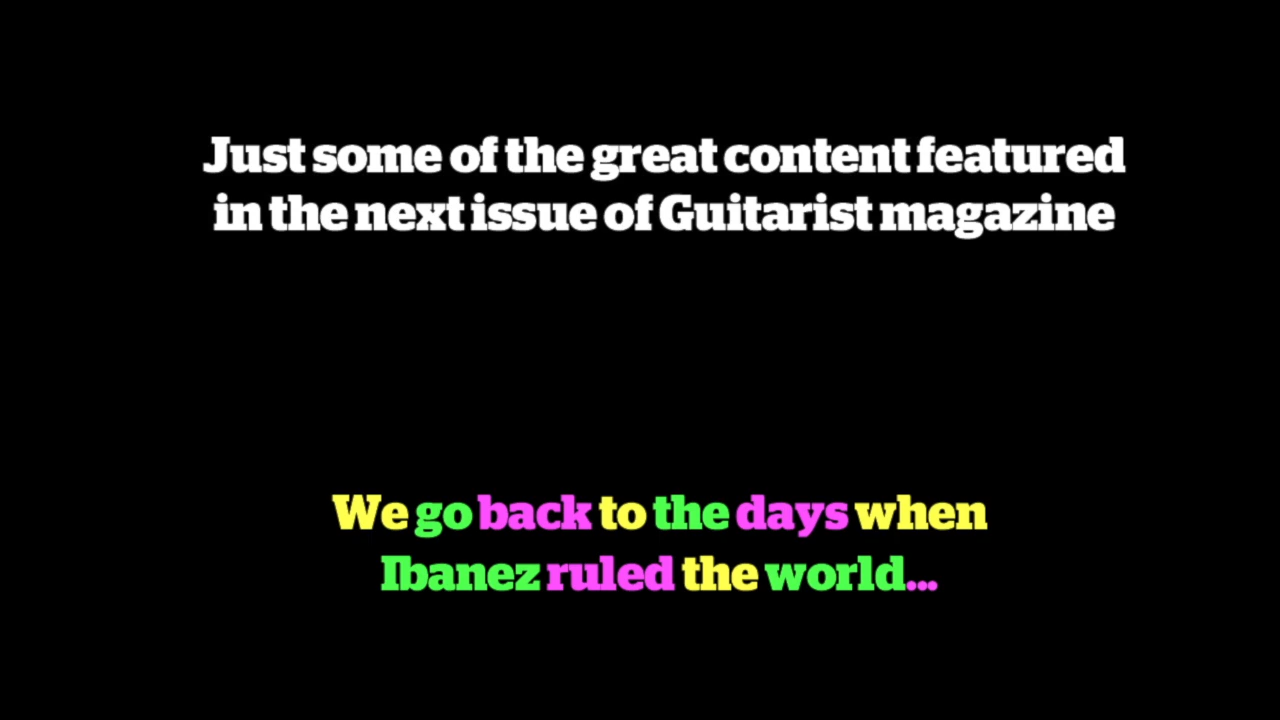 Just some of the great content featured
in the next issue of Guitarist magazine
We go back to the days when
Ibanez ruled the world...